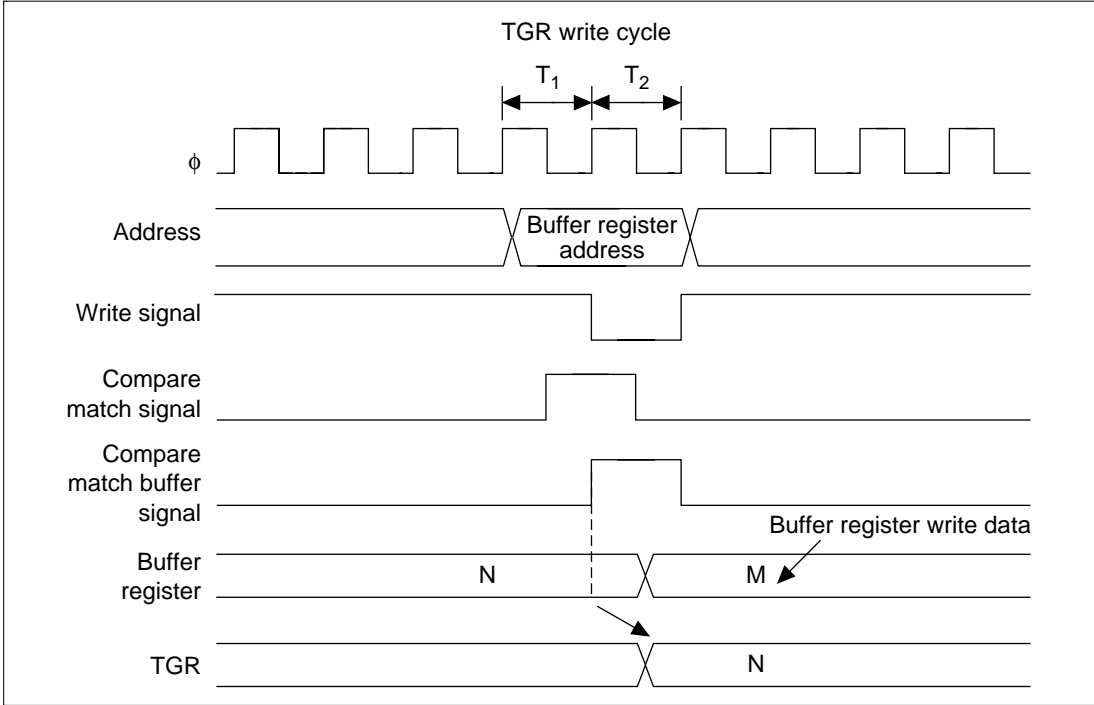 TGR write cycle
T1 T2
φ
Address
Buffer register
address
Write signal
Compare
match signal
Compare
match buffer
signal
Buffer register write data
Buffer
register
N M
TGR
N